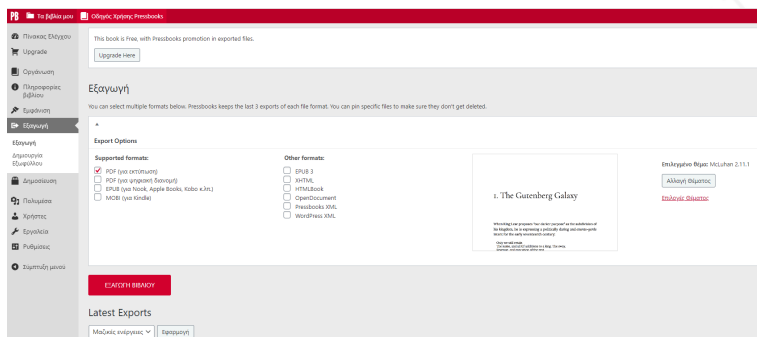 PB Τα βιβλία μου Οδηγός Χρήσης Pressbooks
Πίνακας Ελέγχου
Upgrade
Οργάνωση
Πληροφορίες
βιβλίου
Εμφάνιση
Εξαγωγή
Εξαγωγή
Δημιουργία
Εξωφύλλου
Δημοσίευση
Πολυμέσα
Χρήστες
Εργαλεία
Ρυθμίσεις
Σύμπτυξη μενού
This book is Free, with Pressbooks promotion in exported files.
Upgrade Here
Εξαγωγή
You can select multiple formats below. Pressbooks keeps the last 3 exports of each file format. You can pin specific files to make sure they don't get deleted.
Export Options
Supported formats:
PDF (για εκτύπωση)
PDF (για ψηφιακή διανομή)
EPUB (για Nook, Apple Books, Kobo κ.λπ.)
MOBI (για Kindle)
Other formats:
EPUB 3
XHTML
HTMLBook
OpenDocument
Pressbooks XML
WordPress XML
1. The Gutenberg Galaxy
Επιλεγμένο Θέμα: McLuhan 2.11.1
Αλλαγή Θέματος
Επιλογές Θέματος
ΕΞΑΓΩΓΗ ΒΙΒΛΙΟΥ
Latest Exports
Μαζικές ενέργειες Εφαρμογή